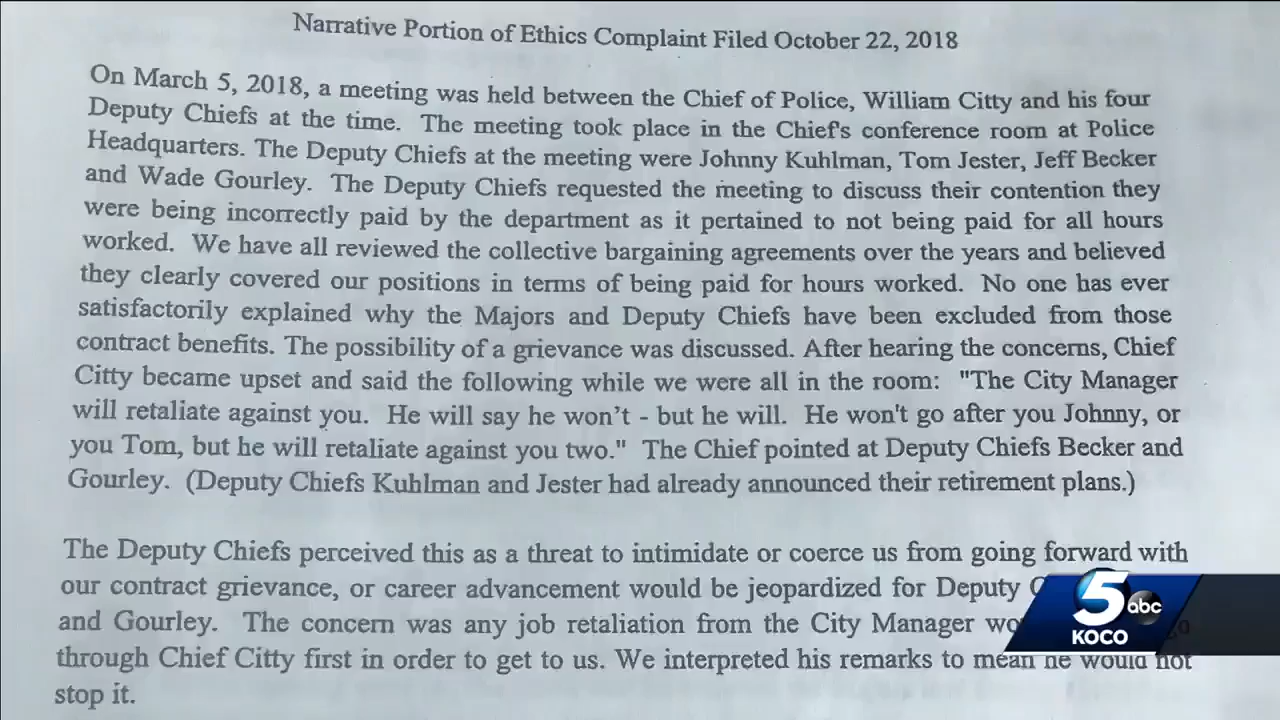 Narrative Portion of Ethics Complaint Filed October 22, 2018
On March 5, 2018, a meeting was held between the Chief of Police, William Citty and his four
Deputy Chiefs at the time. The meeting took place in the Chief's conference room at Police
Headquarters. The Deputy Chiefs at the meeting were Johnny Kuhlman, Tom Jester, Jeff Becker
and Wade Gourley. The Deputy Chiefs requested the meeting to discuss their contention they
were being incorrectly paid by the department as it pertained to not being paid for all hours
worked. We have all reviewed the collective bargaining agreements over the years and believed
they clearly covered our positions in terms of being paid for hours worked. No one has ever
satisfactorily explained why the Majors and Deputy Chiefs have been excluded from those
contract benefits. The possibility of a grievance was discussed. After hearing the concerns, Chief
Citty became upset and said the following while we were all in the room: "The City Manager
will retaliate against you. He will say he won't - but he will. He won't go after you Johnny, or
you Tom, but he will retaliate against you two." The Chief pointed at Deputy Chiefs Becker and
Gourley. (Deputy Chiefs Kuhlman and Jester had already announced their retirement plans.)
The Deputy Chiefs perceived this as a threat to intimidate or coerce us from going forward with
our contract grievance, or career advancement would be jeopardized for Deputy
and Gourley. The concern was any job retaliation from the City Manager
through Chief Citty first in order to get to us. We interpreted his remarks to mean he would not
stop it.
5 abc
KOCO